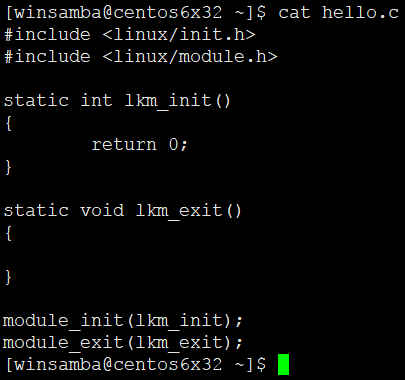 [winsamba@centos6x32 ~]$ cat hello.c
#include <linux/init.h>
#include <linux/module.h>

static int lkm_init()
{
        return 0;
}

static void lkm_exit()
{

}

module_init(lkm_init);
module_exit(lkm_exit);
[winsamba@centos6x32 ~]$